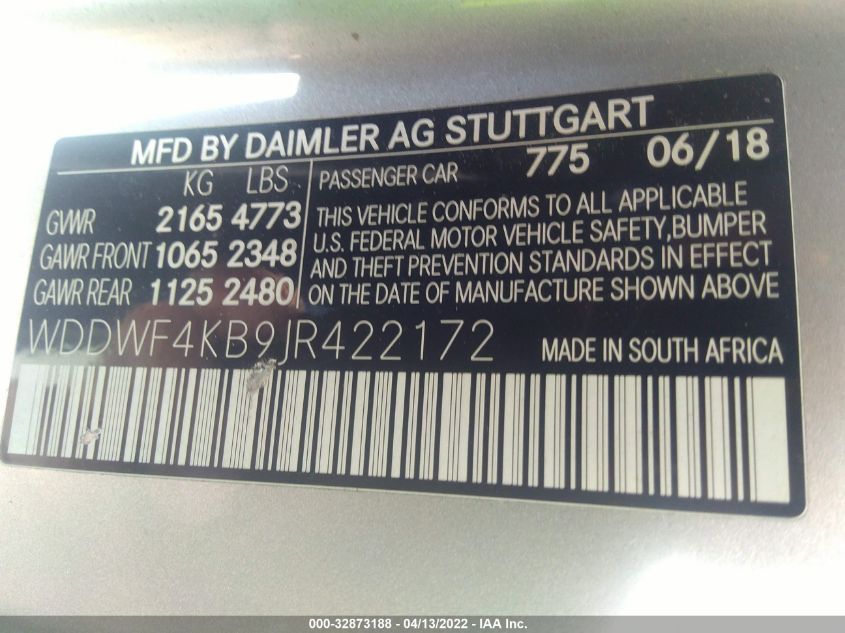 MFD BY DAIMLER AG STUTTGART
KG LBS
GVWR 2165 4773
GAWR FRONT 1065 2348
GAWR REAR 1125 2480
PASSENGER CAR 775 06/18
THIS VEHICLE CONFORMS TO ALL APPLICABLE
U.S. FEDERAL MOTOR VEHICLE SAFETY,BUMPER
AND THEFT PREVENTION STANDARDS IN EFFECT
ON THE DATE OF MANUFACTURE SHOWN ABOVE
WDDWF4KB9JR422172 MADE IN SOUTH AFRICA
000-32873188 - 04/13/2022 - IAA Inc.